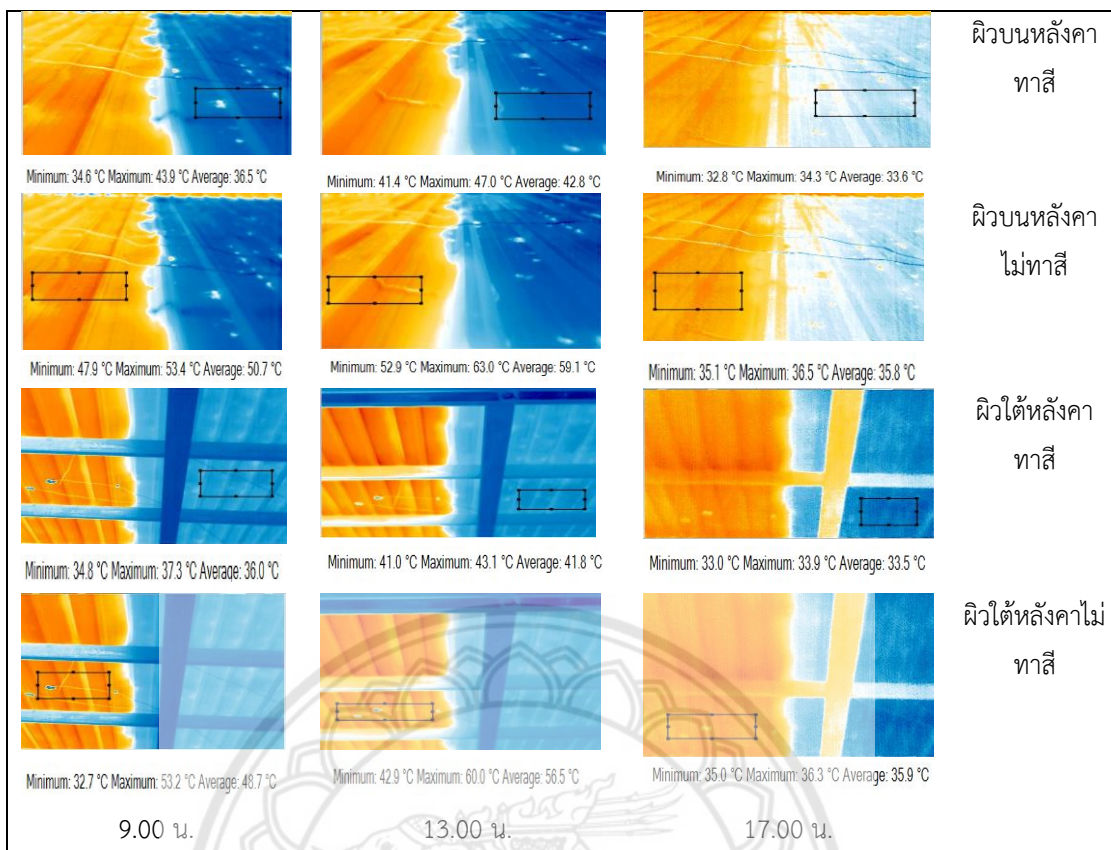 ผิวบนหลังคา
ทาสี
Minimum: 34.6 °C Maximum: 43.9 °C Average: 36.5 °C
Minimum: 41.4 °C Maximum: 47.0 °C Average: 42.8 °C
Minimum: 32.8 °C Maximum: 34.3 °C Average: 33.6 °C
ผิวบนหลังคา
ไม่ทาสี
Minimum: 47.9 °C Maximum: 53.4 °C Average: 50.7 °C
Minimum: 52.9 °C Maximum: 63.0 °C Average: 59.1 °C
Minimum: 35.1 °C Maximum: 36.5 °C Average: 35.8 °C
ผิวใต้หลังคา
ทาสี
Minimum: 34.8 °C Maximum: 37.3 °C Average: 36.0 °C
Minimum: 41.0 °C Maximum: 43.1 °C Average: 41.8 °C
Minimum: 33.0 °C Maximum: 33.9 °C Average: 33.5 °C
ผิวใต้หลังคาไม่
ทาสี
Minimum: 32.7 °C Maximum: 53.2 °C Average: 48.7 °C
Minimum: 42.9 °C Maximum: 60.0 °C Average: 56.5 °C
Minimum: 35.0 °C Maximum: 36.3 °C Average: 35.9 °C
9.00 น.
13.00 น.
17.00 น.